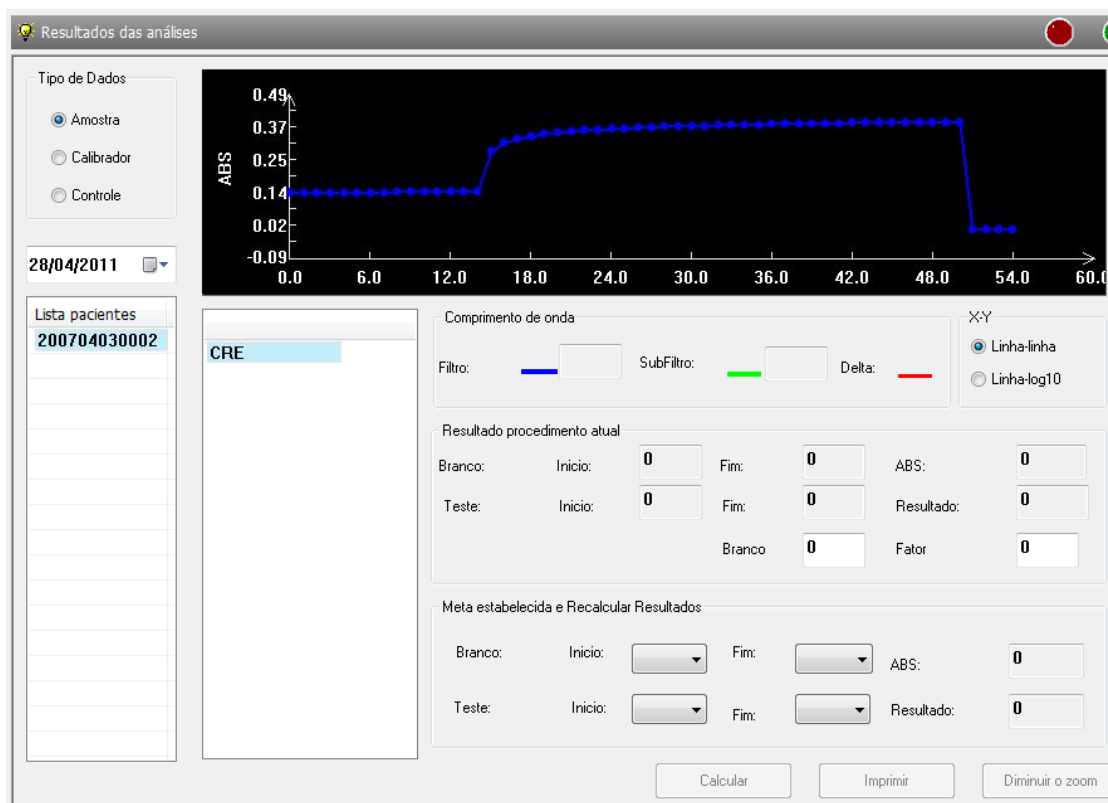 Resultados das análises
Tipo de Dados
Amostra
Calibrador
Controle
28/04/2011
Lista pacientes
200704030002
ABS
0.49
0.37
0.25
0.14
0.02
-0.09
0.0 6.0 12.0 18.0 24.0 30.0 36.0 42.0 48.0 54.0 60.0
CRE
Comprimento de onda
Filtro: SubFiltro: Delta:
X-Y
Linha-linha
Linha-log10
Resultado procedimento atual
Branco: Inicio: 0 Fim: 0 ABS: 0
Teste: Inicio: 0 Fim: 0 Resultado: 0
Branco 0 Fator 0
Meta estabelecida e Recalcular Resultados
Branco: Inicio: Fim: ABS: 0
Teste: Inicio: Fim: Resultado: 0
Calcular Imprimir Diminuir o zoom